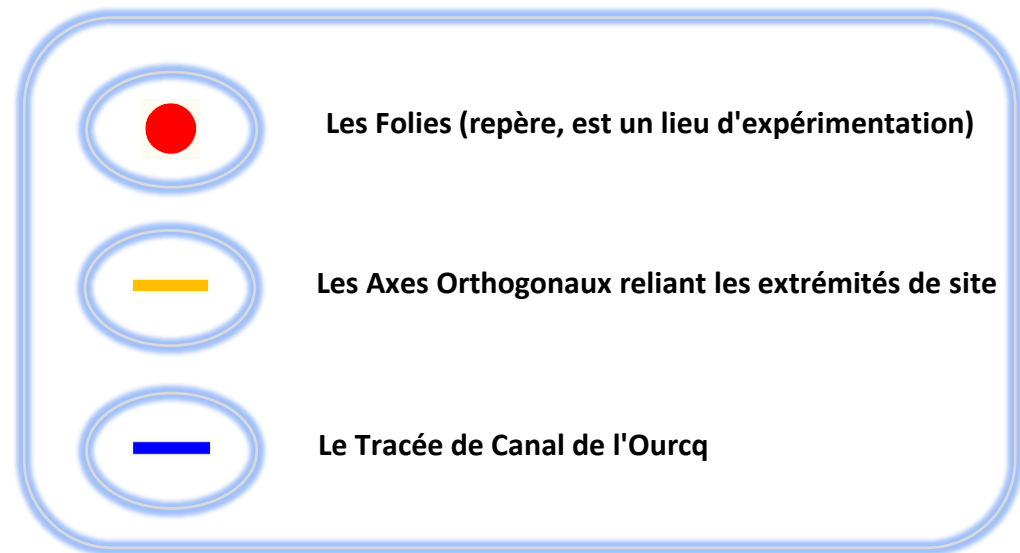 Les Folies (repère, est un lieu d'expérimentation)
Les Axes Orthogonaux reliant les extrémités de site
Le Tracée de Canal de l'Ourcq